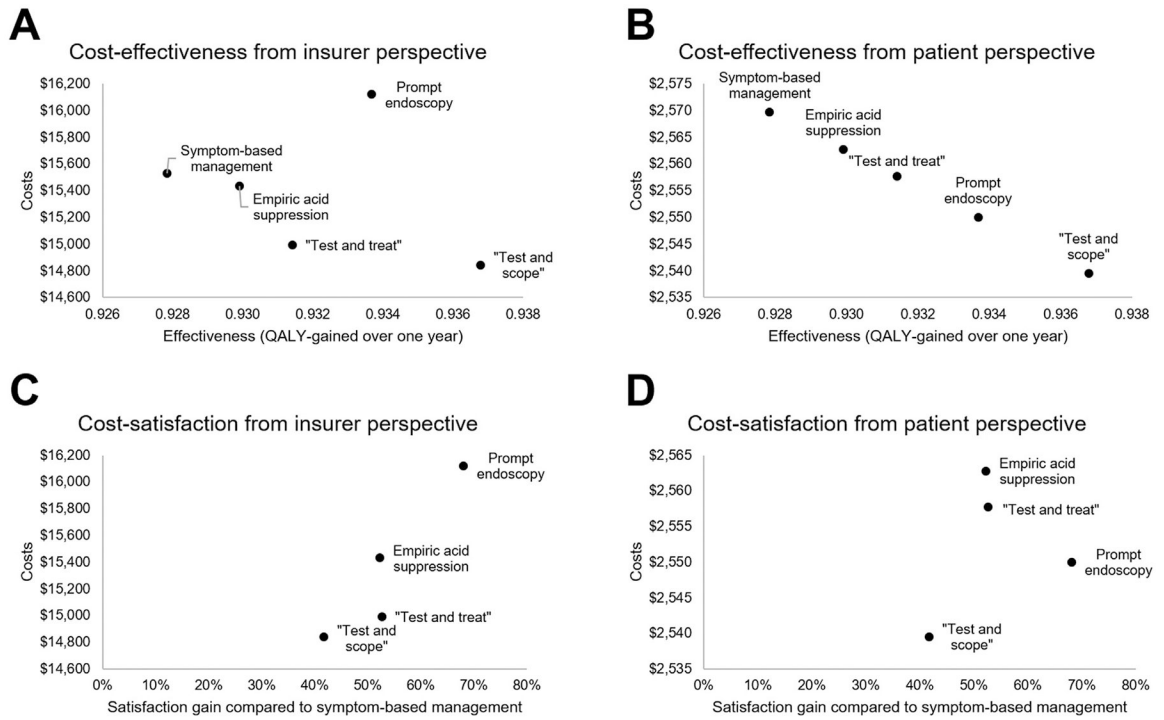 A
Cost-effectiveness from insurer perspective
$16,200
$16,000
$15,800
$15,600
$15,400
$15,200
$15,000
$14,800
$14,600
Costs
Prompt
endoscopy
Symptom-based
management
Empiric acid
suppression
"Test and treat"
"Test and
scope"
0.926
0.928
0.930
0.932
0.934
0.936
0.938
Effectiveness (QALY-gained over one year)
B
Cost-effectiveness from patient perspective
$2,575
$2,570
$2,565
$2,560
$2,555
$2,550
$2,545
$2,540
$2,535
Costs
Symptom-based
management
Empiric acid
suppression
"Test and treat"
Prompt
endoscopy
"Test and
scope"
0.926
0.928
0.930
0.932
0.934
0.936
0.938
Effectiveness (QALY-gained over one year)
C
Cost-satisfaction from insurer perspective
$16,200
$16,000
$15,800
$15,600
$15,400
$15,200
$15,000
$14,800
$14,600
Costs
Prompt
endoscopy
Empiric acid
suppression
"Test and treat"
"Test and
scope"
0%
10%
20%
30%
40%
50%
60%
70%
80%
Satisfaction gain compared to symptom-based management
D
Cost-satisfaction from patient perspective
$2,565
$2,560
$2,555
$2,550
$2,545
$2,540
$2,535
Costs
Empiric acid
suppression
"Test and treat"
Prompt
endoscopy
"Test and
scope"
0%
10%
20%
30%
40%
50%
60%
70%
80%
Satisfaction gain compared to symptom-based management